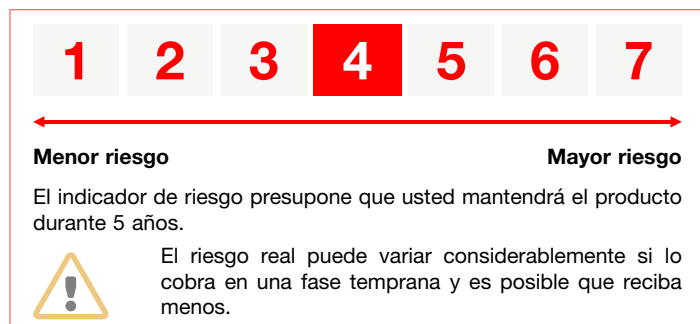 1 2 3 4 5 6 7
Menor riesgo Mayor riesgo
El indicador de riesgo presupone que usted mantendrá el producto
durante 5 años.
El riesgo real puede variar considerablemente si lo
cobra en una fase temprana y es posible que reciba
menos.